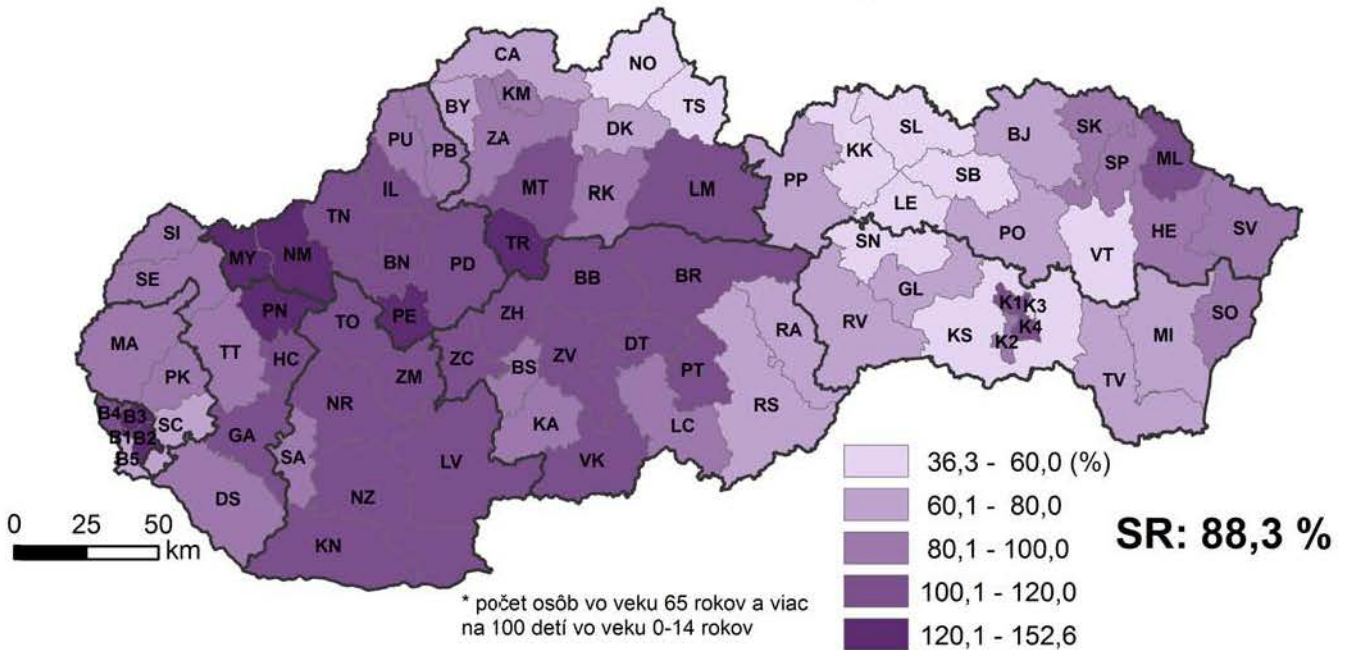 CA
NO
BY
KM
TS
PU
PB
ZA
DK
SL
BJ
SK
KK
SP
ML
IL
MT
RK
LM
PP
SB
TN
LE
SI
TR
SN
PO
HE
SV
MY
NM
BN
PD
BB
BR
VT
SE
GL
PN
PE
K1
K3
SO
TO
ZH
RA
RV
KS
K4
MA
TT
HC
ZC
BS
ZV
DT
K2
MI
PK
ZM
PT
TV
NR
RS
B4
B3
SC
KA
LC
B1
B2
GA
B5
SA
LV
VK
DS
NZ
KN
0 25 50
km
36,3 - 60,0 (%)
60,1 - 80,0
80,1 - 100,0
100,1 - 120,0
120,1 - 152,6
SR: 88,3 %
* počet osôb vo veku 65 rokov a viac
na 100 detí vo veku 0-14 rokov